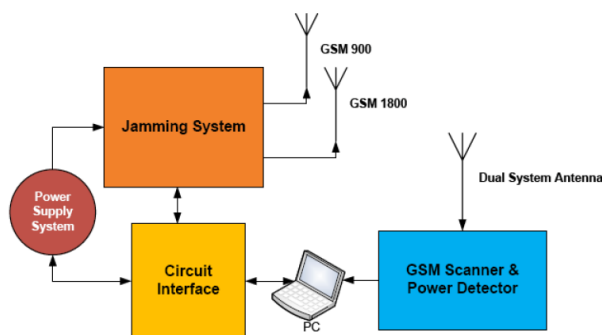 GSM 900
GSM 1800
Jamming System
Dual System Antenna
Power
Supply
System
Circuit
Interface
PC
GSM Scanner &
Power Detector